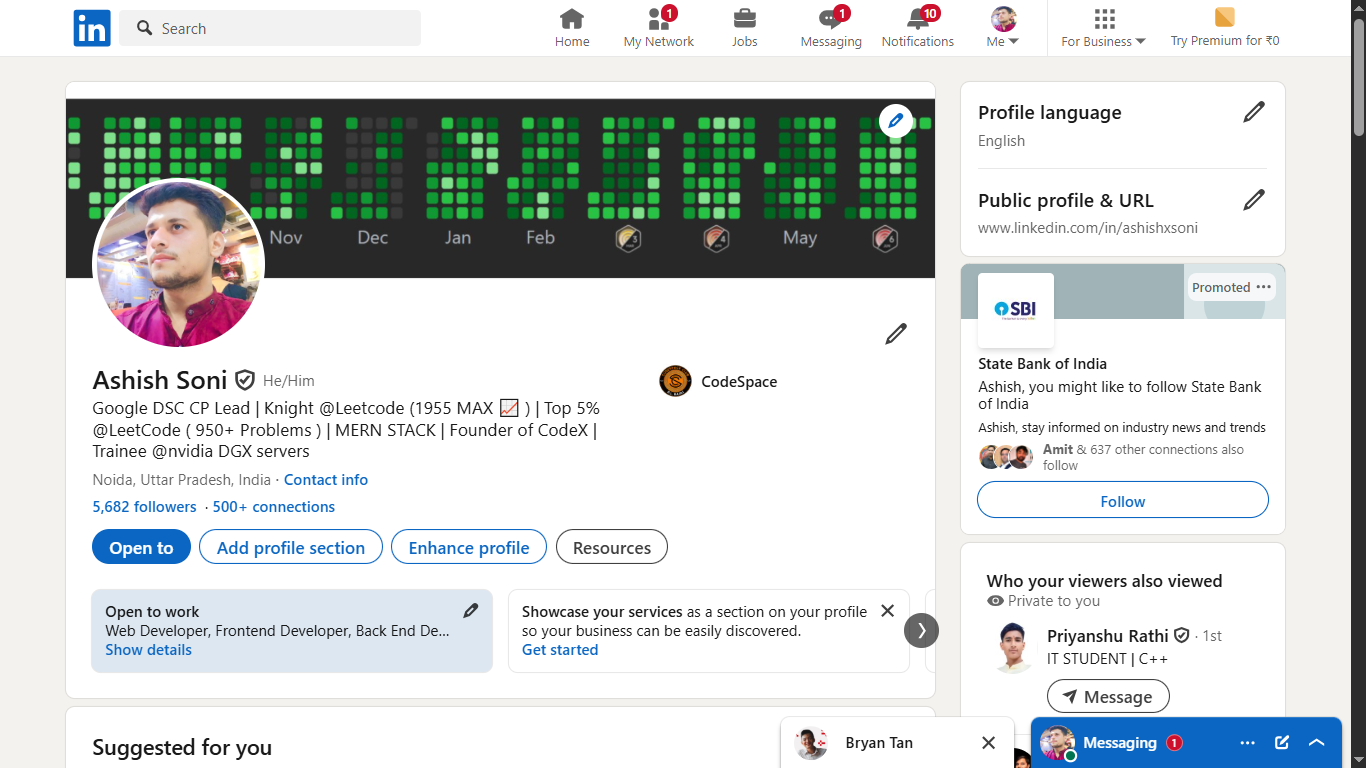 in
Search
Home
1
My Network
Jobs
1
Messaging
10
Notifications
Me
For Business
Try Premium for ₹0
Nov
Dec
Jan
Feb
3
4
May
6
Ashish Soni
He/Him
Google DSC CP Lead | Knight @Leetcode (1955 MAX 📈 ) | Top 5%
@LeetCode ( 950+ Problems ) | MERN STACK | Founder of CodeX |
Trainee @nvidia DGX servers
Noida, Uttar Pradesh, India · Contact info
5,682 followers · 500+ connections
CodeSpace
Open to
Add profile section
Enhance profile
Resources
Open to work
Web Developer, Frontend Developer, Back End De...
Show details
Showcase your services as a section on your profile
so your business can be easily discovered.
Get started
Suggested for you
Profile language
English
Public profile & URL
www.linkedin.com/in/ashishxsoni
Promoted
SBI
State Bank of India
Ashish, you might like to follow State Bank
of India
Ashish, stay informed on industry news and trends
Amit & 637 other connections also
follow
Follow
Who your viewers also viewed
Private to you
Priyanshu Rathi · 1st
IT STUDENT | C++
Message
Bryan Tan
Messaging
1